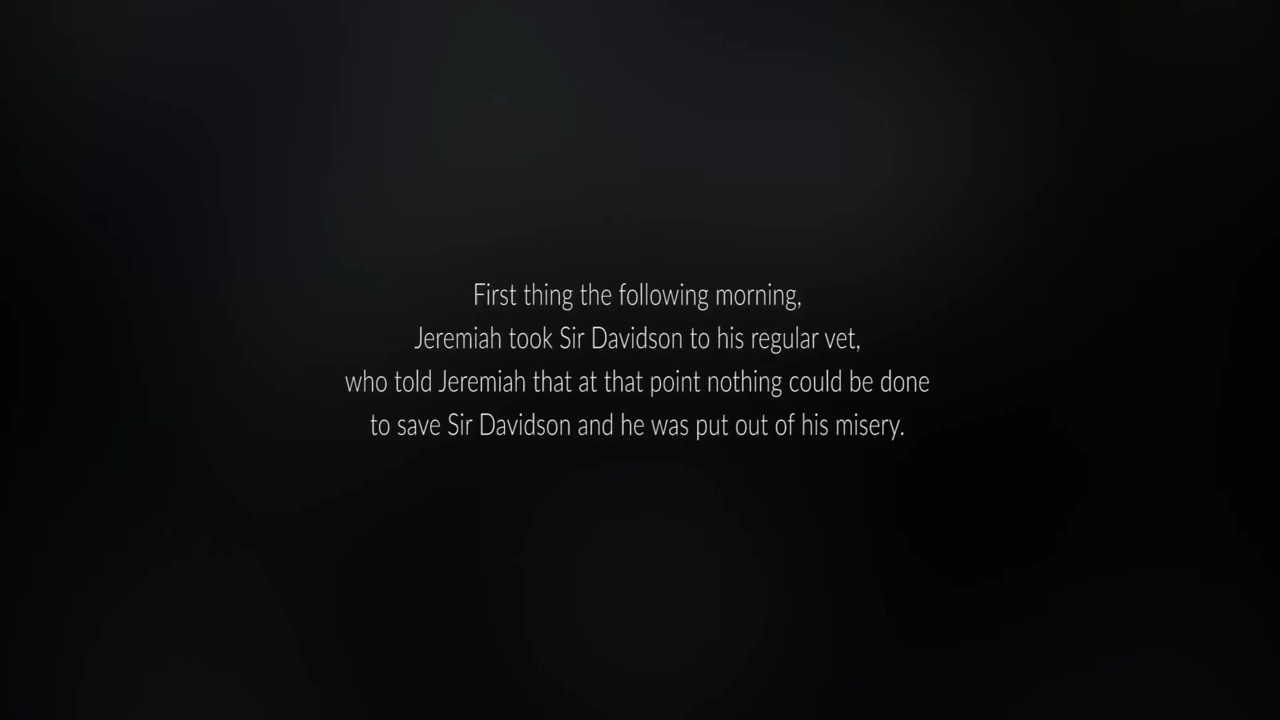 First thing the following morning,
Jeremiah took Sir Davidson to his regular vet,
who told Jeremiah that at that point nothing could be done
to save Sir Davidson and he was put out of his misery.